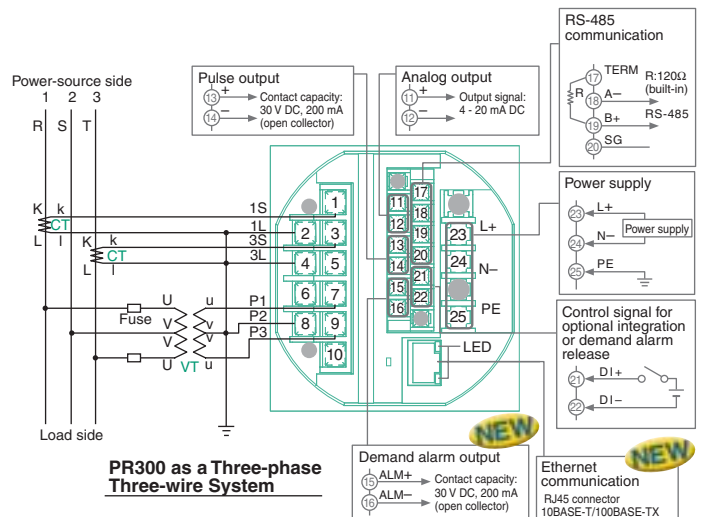 RS-485
communication
17 TERM
R:120Ω
(built-in)
R
18 A−
19 B+ RS-485
20 SG
Pulse output
13 +
14 −
Contact capacity:
30 V DC, 200 mA
(open collector)
Analog output
11 +
12 −
Output signal:
4 - 20 mA DC
Power-source side
1 2 3
R S T
K k
CT
L l
K k
CT
L l
1S
1L
3S
3L
U u P1
Fuse
P2
V v
V v
P3
U VT u
Load side
1
2 3
4 5
6 7
8 9
10
11
12
13
14
15
16
17
18
19
20
21
22
23 L+
24 N−
25 PE
LED
Power supply
23 L+
Power supply
24 N−
25 PE
Control signal for
optional integration
or demand alarm
release
21 DI+
22 DI−
NEW
Demand alarm output
15 ALM+
16 ALM−
Contact capacity:
30 V DC, 200 mA
(open collector)
NEW
Ethernet
communication
RJ45 connector
10BASE-T/100BASE-TX
PR300 as a Three-phase
Three-wire System